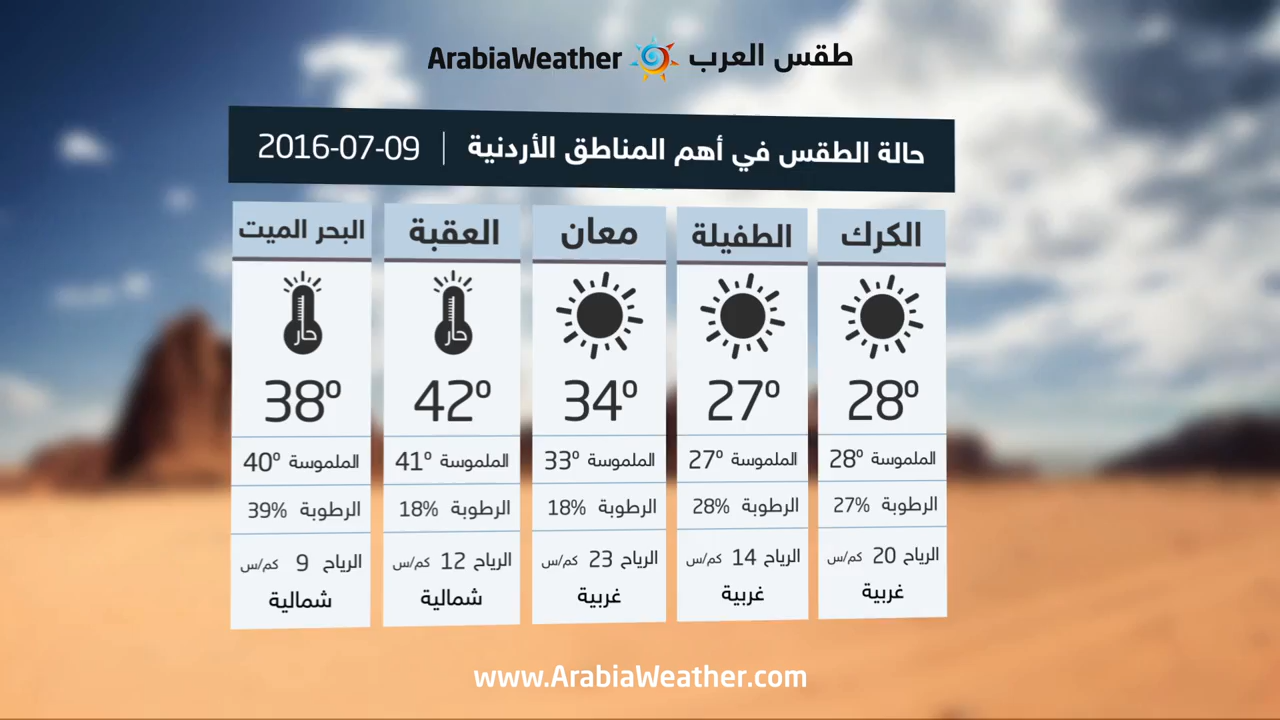 ArabiaWeather طقس العرب
حالة الطقس في أهم المناطق الأردنية | 2016-07-09
الكرك
حار
28º
الملموسة 28º
الرطوبة 27%
الرياح 20 كم/س
غربية
الطفيلة
27º
الملموسة 27º
الرطوبة 28%
الرياح 14 كم/س
غربية
معان
34º
الملموسة 33º
الرطوبة 18%
الرياح 23 كم/س
غربية
العقبة
حار
42º
الملموسة 41º
الرطوبة 18%
الرياح 12 كم/س
شمالية
البحر الميت
حار
38º
الملموسة 40º
الرطوبة 39%
الرياح 9 كم/س
شمالية
www.ArabiaWeather.com